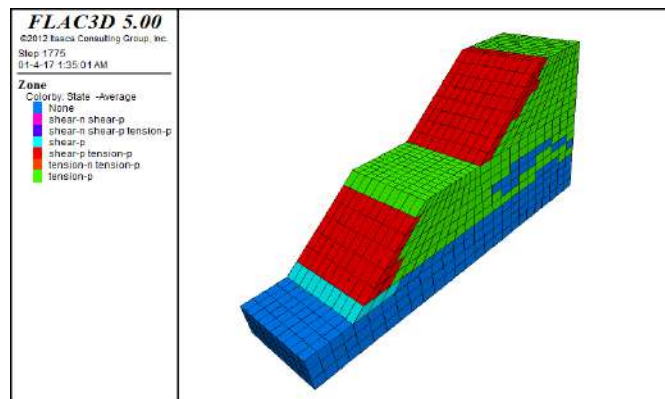 FLAC3D 5.00
©2012 Itasca Consulting Group, Inc.
Step 1775
01-4-17 1:35:01 AM
Zone
Colorby: State -Average
None
shear-n shear-p
shear-n shear-p tension-p
shear-p
shear-p tension-p
tension-n tension-p
tension-p